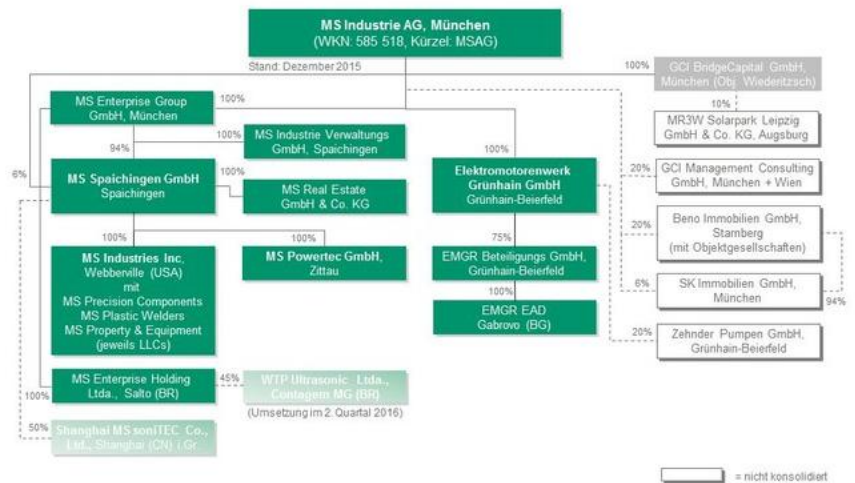 MS Industrie AG, München
(WKN: 585 518, Kürzel: MSAG)
Stand: Dezember 2015
100%
GCI BridgeCapital GmbH,
München (Obj. Wiederitzsch)
MS Enterprise Group
GmbH, München
100%
10%
MR3W Solarpark Leipzig
GmbH & Co. KG, Augsburg
100%
MS Industrie Verwaltungs
GmbH, Spaichingen
94%
100%
20%
GCI Management Consulting
GmbH, München + Wien
6%
MS Spaichingen GmbH
Spaichingen
100%
MS Real Estate
GmbH & Co. KG
Elektromotorenwerk
Grünhain GmbH
Grünhain-Beierfeld
20%
Beno Immobilien GmbH,
Starnberg
(mit Objektgesellschaften)
100%
100%
75%
MS Industries Inc,
Webberville (USA)
mit
MS Precision Components
MS Plastic Welders
MS Property & Equipment
(jeweils LLCs)
MS Powertec GmbH,
Zittau
EMGR Beteiligungs GmbH,
Grünhain-Beierfeld
6%
SK Immobilien GmbH,
München
94%
100%
EMGR EAD
Gabrovo (BG)
20%
Zehnder Pumpen GmbH,
Grünhain-Beierfeld
MS Enterprise Holding
Ltda., Salto (BR)
100%
45%
WTP Ultrasonic Ltda.,
Contagem MG (BR)
(Umsetzung im 2. Quartal 2016)
50%
Shanghai MS soniTEC Co.,
Ltd., Shanghai (CN) i.Gr.
= nicht konsolidiert